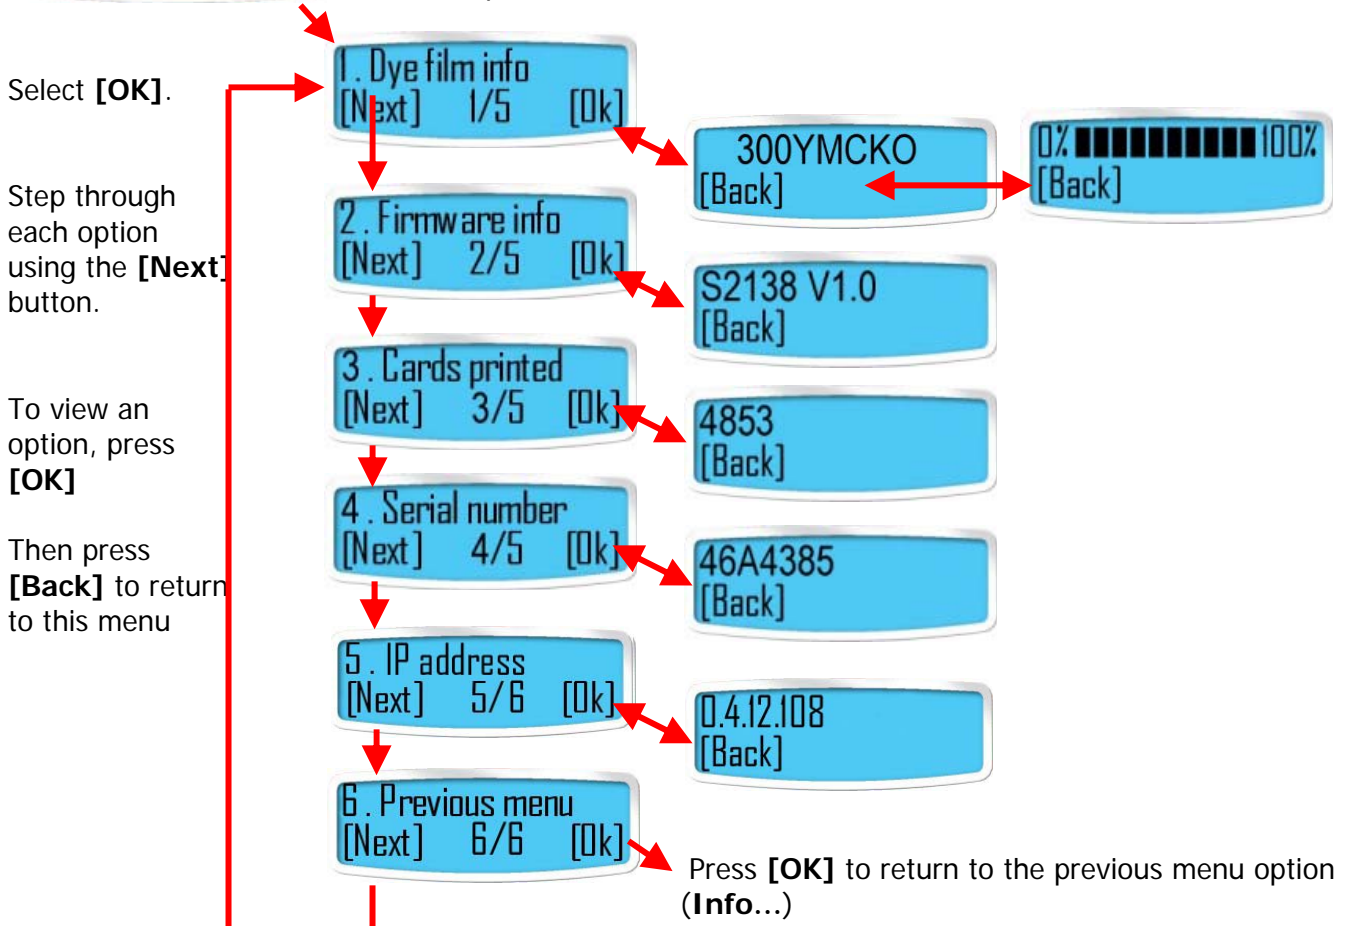 Select [OK].
Step through
each option
using the [Next]
button.
To view an
option, press
[OK]
Then press
[Back] to return
to this menu
1. Dye film info
[Next] 1/5 [Ok]
300YMCKO
[Back]
0% 100%
[Back]
2. Firmware info
[Next] 2/5 [Ok]
S2138 V1.0
[Back]
3. Cards printed
[Next] 3/5 [Ok]
4853
[Back]
4. Serial number
[Next] 4/5 [Ok]
46A4385
[Back]
5. IP address
[Next] 5/6 [Ok]
0.4.12.108
[Back]
6. Previous menu
[Next] 6/6 [Ok]
Press [OK] to return to the previous menu option
(Info...)